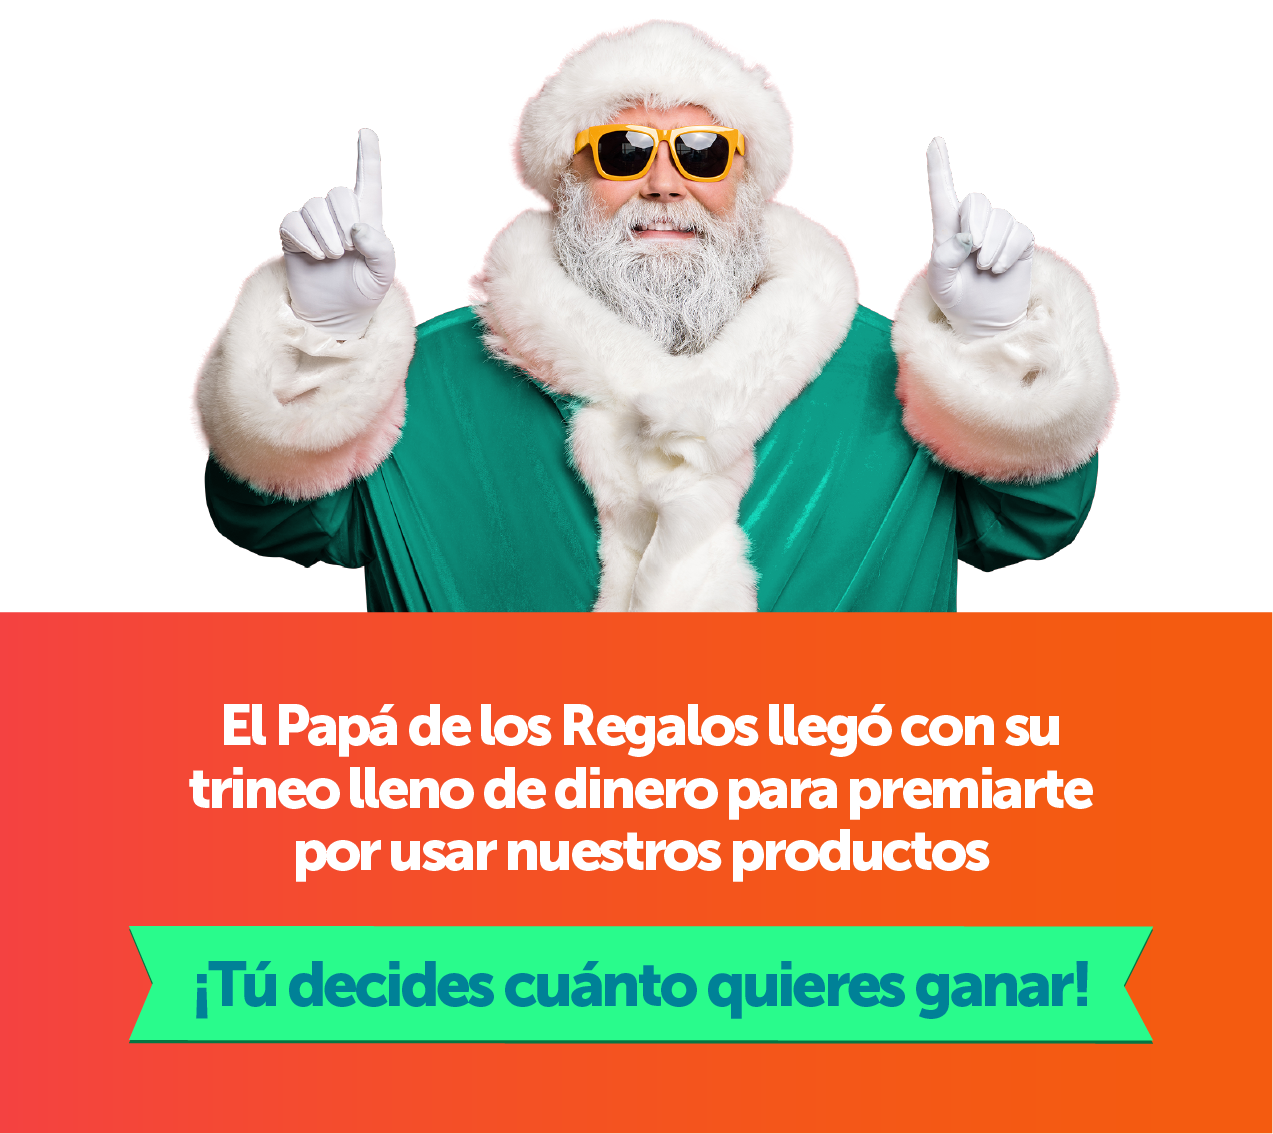 El Papá de los Regalos llegó con su
trineo lleno de dinero para premiarte
por usar nuestros productos
¡Tú decides cuánto quieres ganar!